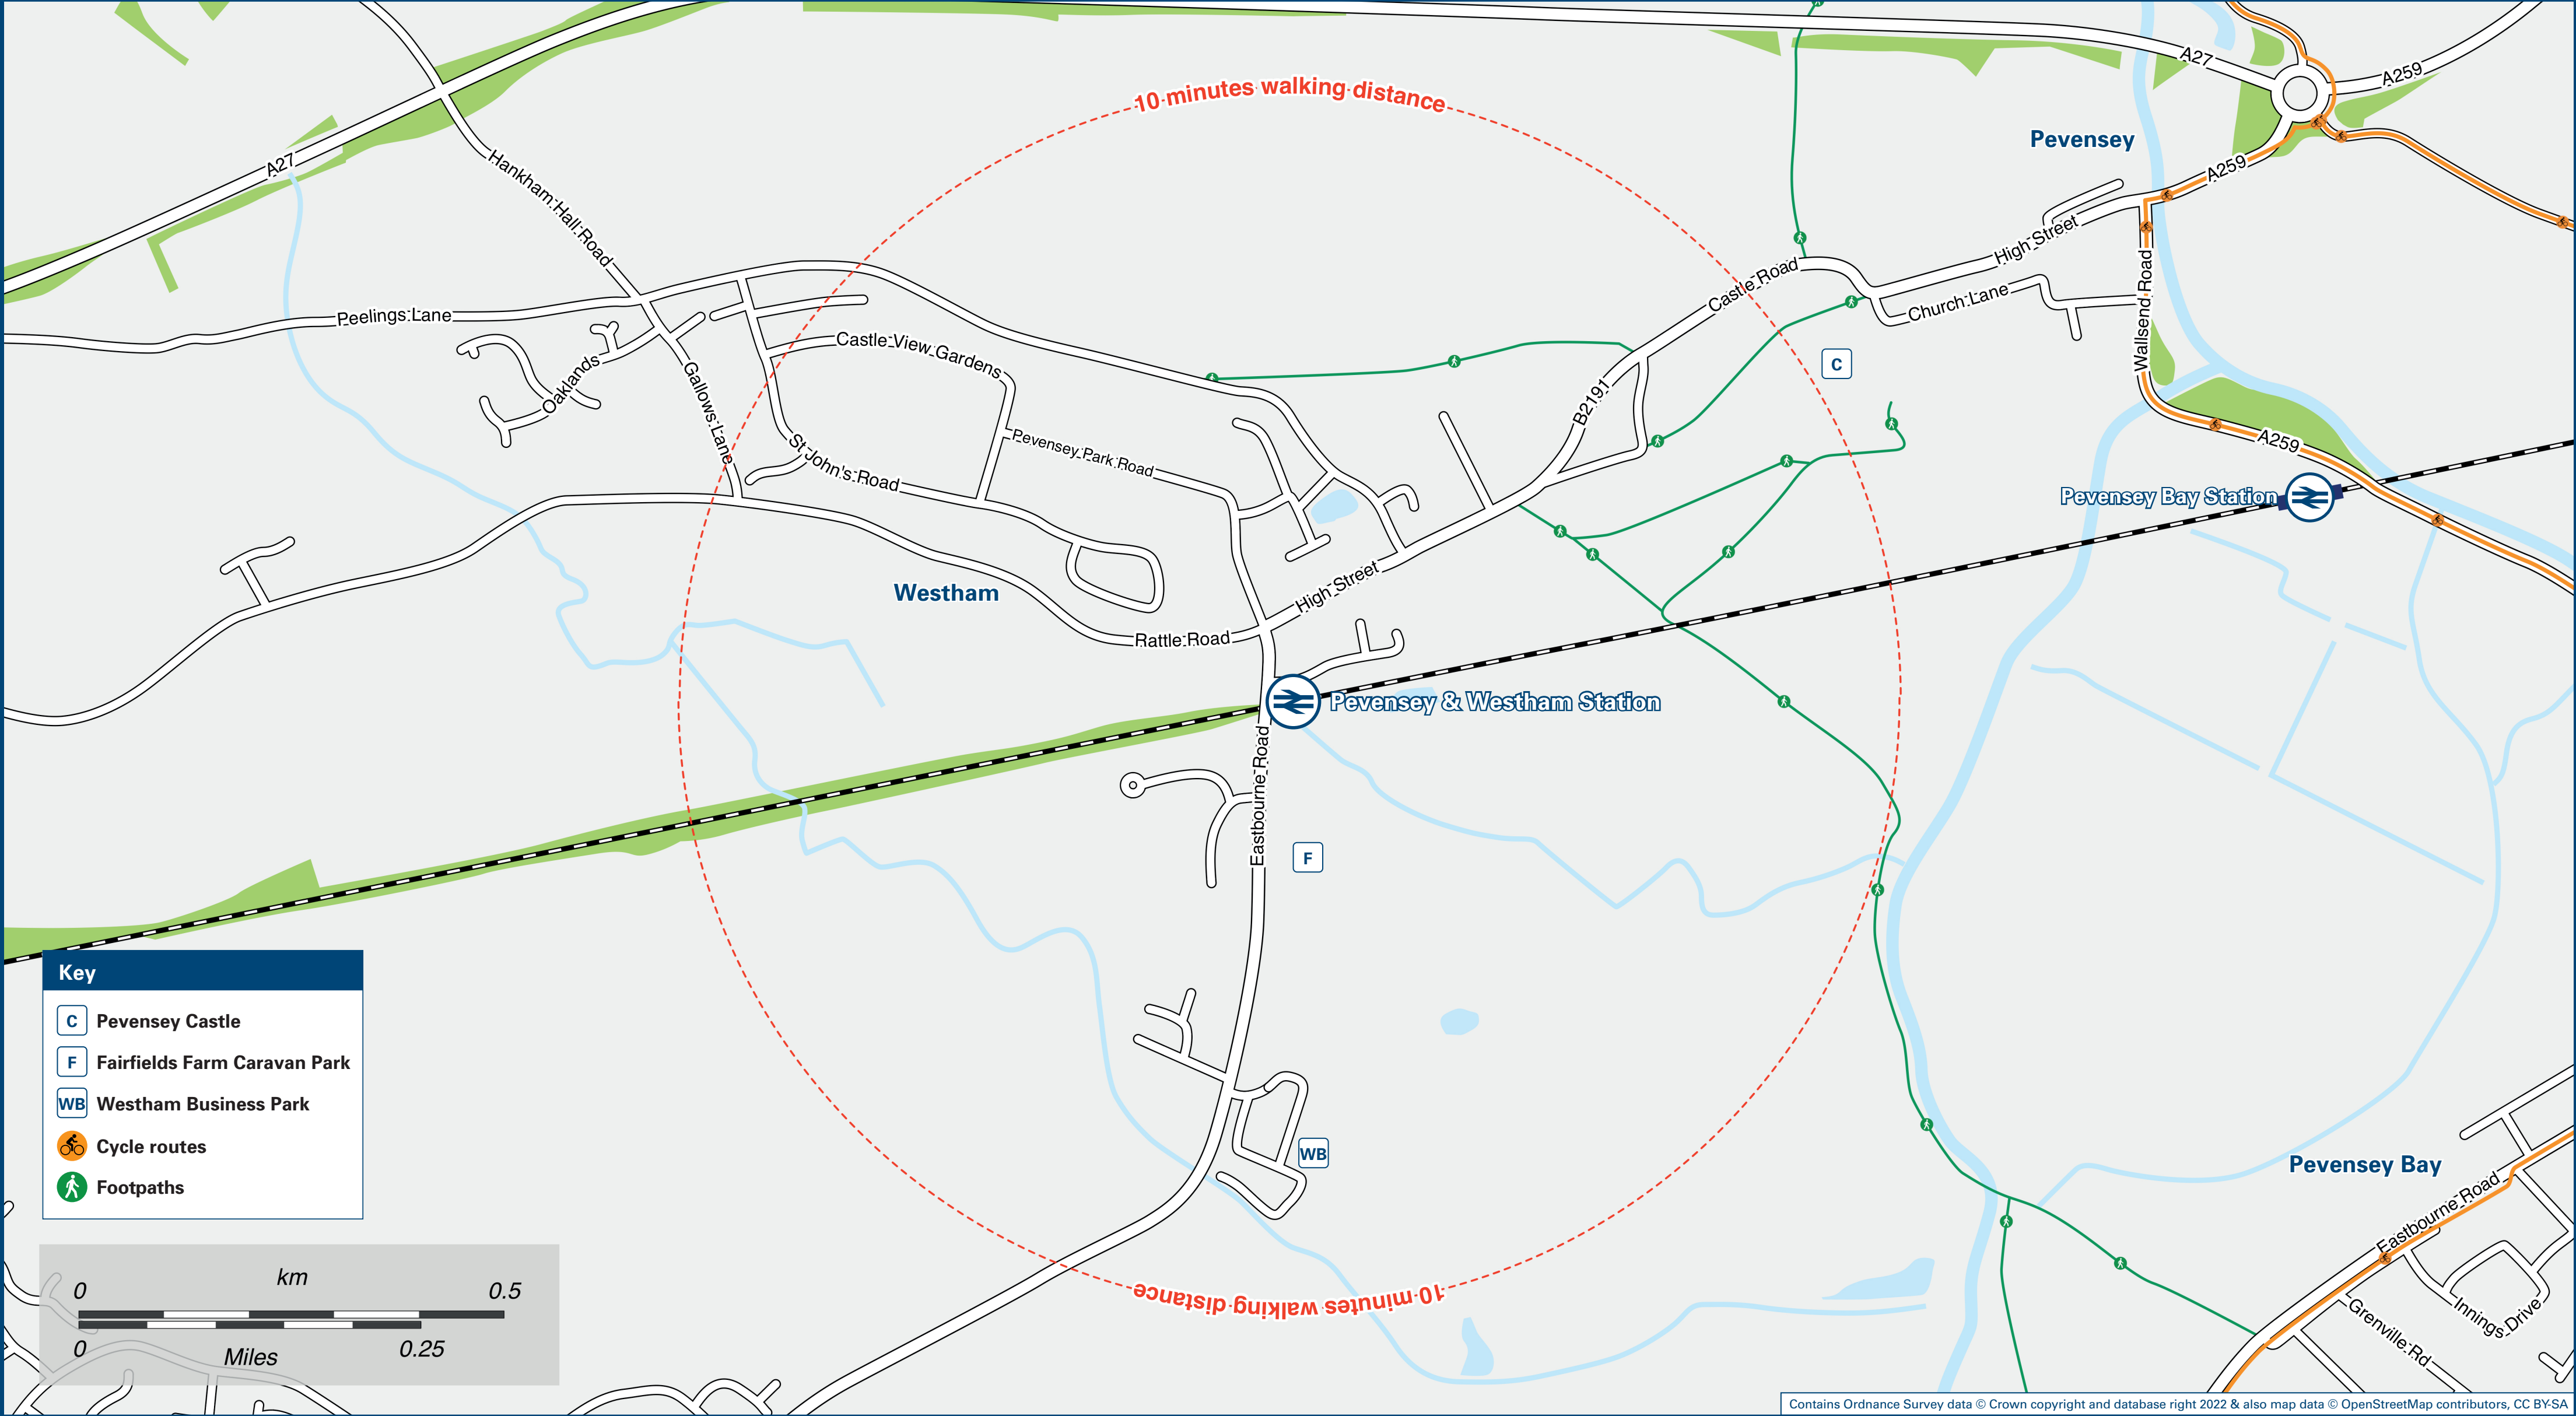 10 minutes walking distance
A27
A259
Pevensey
A27
A259
Hankham Hall Road
High Street
Castle Road
Church Lane
Wallsend Road
Peelings Lane
Castle View Gardens
C
Oaklands
Gallows Lane
B2191
St John's Road
Pevensey Park Road
A259
Pevensey Bay Station
Westham
High Street
Rattle Road
Pevensey & Westham Station
Eastbourne Road
F
WB
Pevensey Bay
Eastbourne Road
Innings Drive
Grenville Rd
10 minutes walking distance
Key
C Pevensey Castle
F Fairfields Farm Caravan Park
WB Westham Business Park
Cycle routes
Footpaths
km
0 0.5
0 0.25
Miles
Contains Ordnance Survey data © Crown copyright and database right 2022 & also map data © OpenStreetMap contributors, CC BY-SA